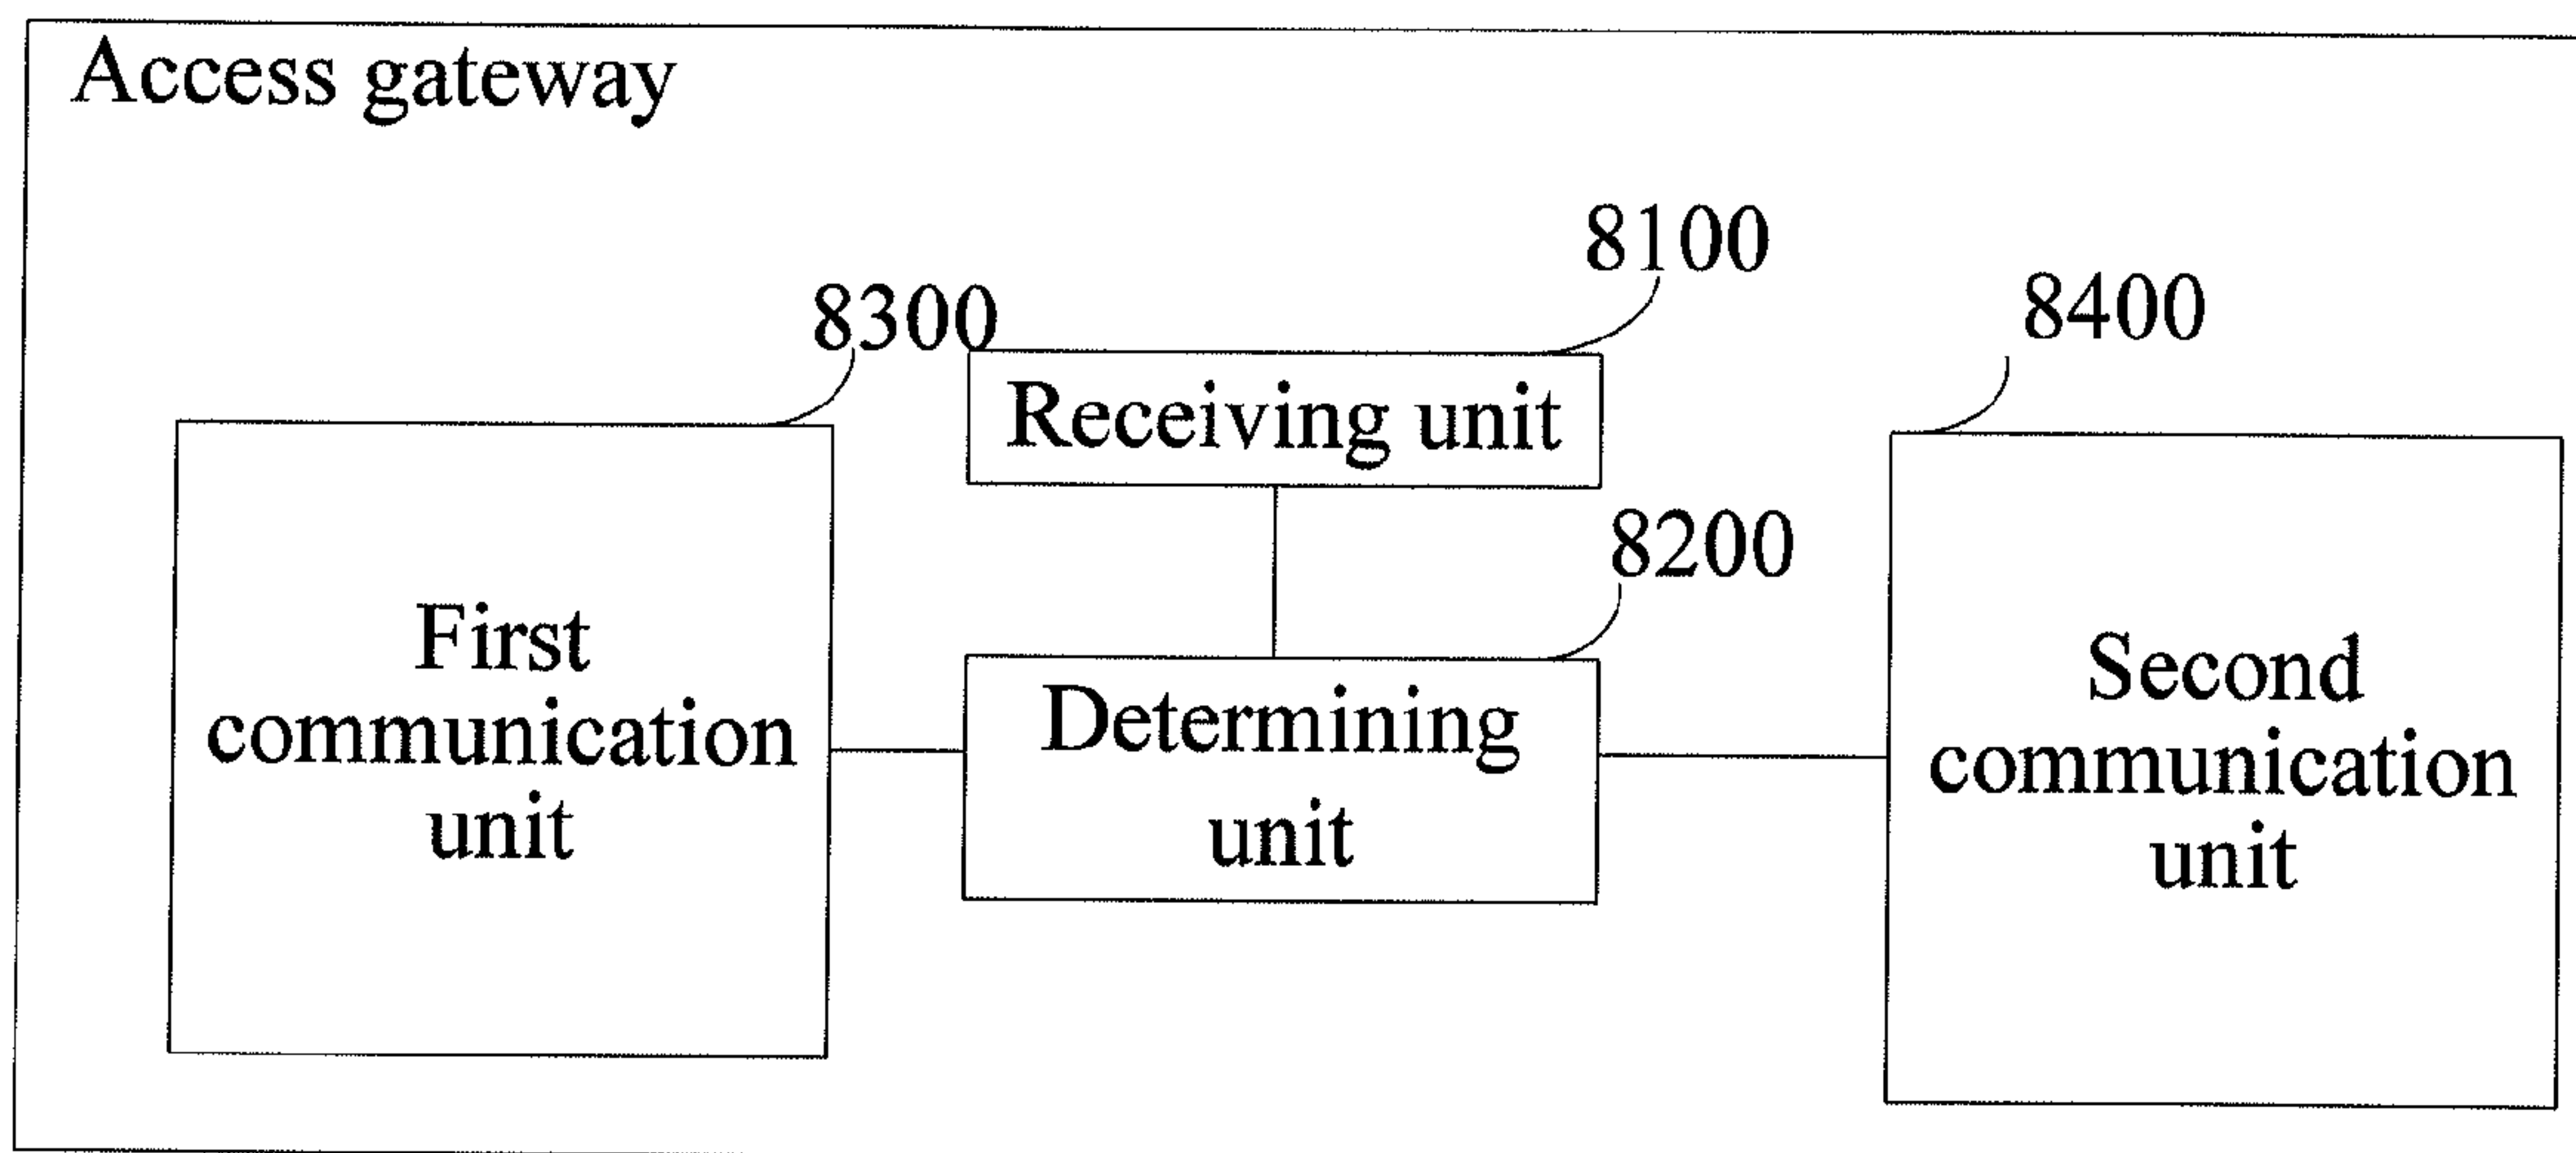 Access gateway
8100
8300
8400
Receiving unit
8200
First
communication
unit
Determining
unit
Second
communication
unit